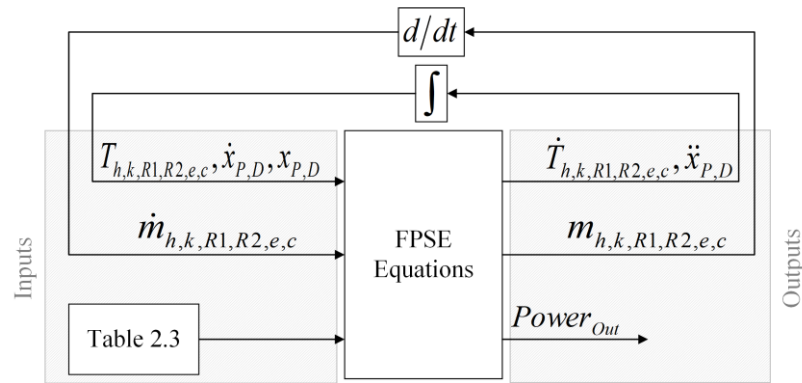 d/dt
∫
T_{h,k,R1,R2,e,c}, ẋ_{P,D}, x_{P,D}
Ṫ_{h,k,R1,R2,e,c}, ẍ_{P,D}
ṁ_{h,k,R1,R2,e,c}
FPSE
Equations
m_{h,k,R1,R2,e,c}
Inputs
Outputs
Table 2.3
Power_{Out}